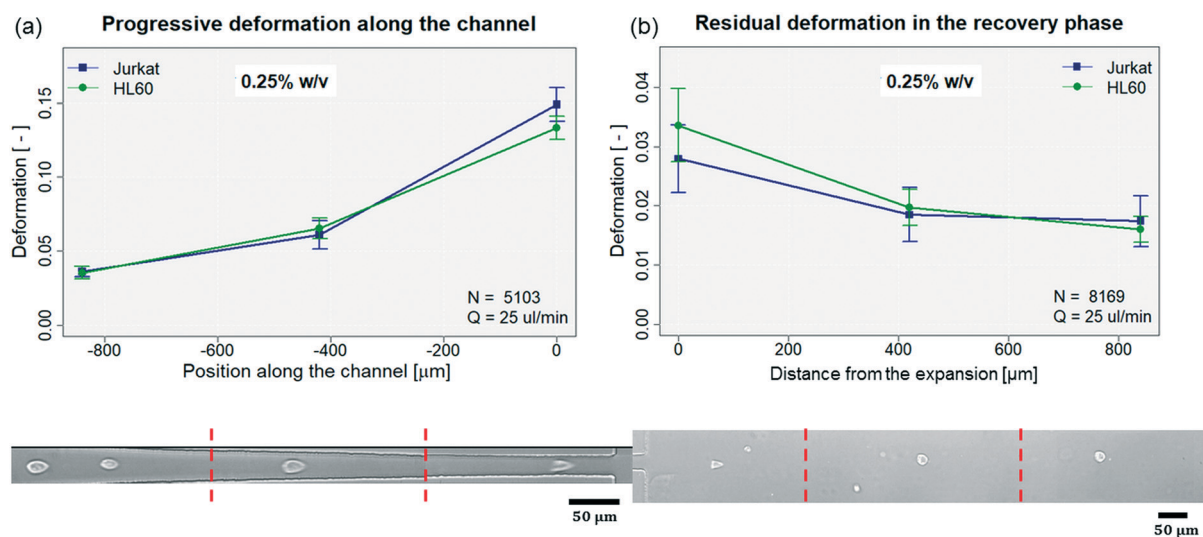 (a)
Progressive deformation along the channel
Jurkat
HL60
0.25% w/v
Deformation [ - ]
0.15
0.10
0.05
0.00
N = 5103
Q = 25 ul/min
-800
-600
-400
-200
0
Position along the channel [μm]
50 μm
(b)
Residual deformation in the recovery phase
Jurkat
HL60
0.25% w/v
Deformation [ - ]
0.04
0.03
0.02
0.01
0.00
N = 8169
Q = 25 ul/min
0
200
400
600
800
Distance from the expansion [μm]
50 μm